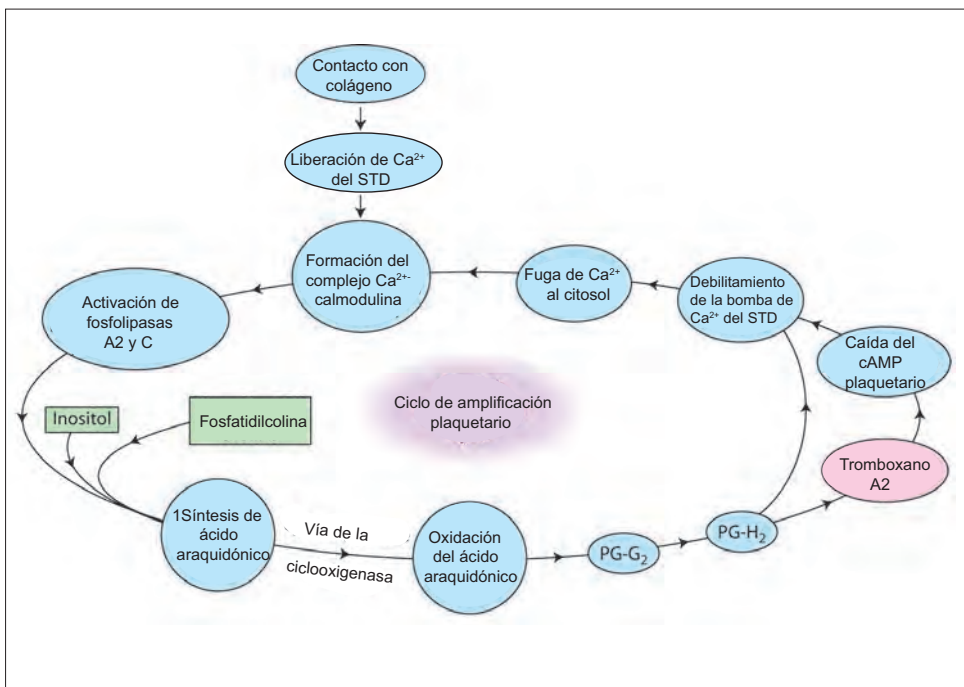 Contacto con
colágeno
Liberación de Ca²⁺
del STD
Formación del
complejo Ca²⁺-
calmodulina
Fuga de Ca²⁺
al citosol
Debilitamiento
de la bomba de
Ca²⁺ del STD
Activación de
fosfolipasas
A2 y C
Caída del
cAMP
plaquetario
Ciclo de amplificación
plaquetario
Inositol
Fosfatidilcolina
Tromboxano
A2
1Síntesis de
ácido
araquidónico
Vía de la
ciclooxigenasa
Oxidación
del ácido
araquidónico
PG-G₂
PG-H₂